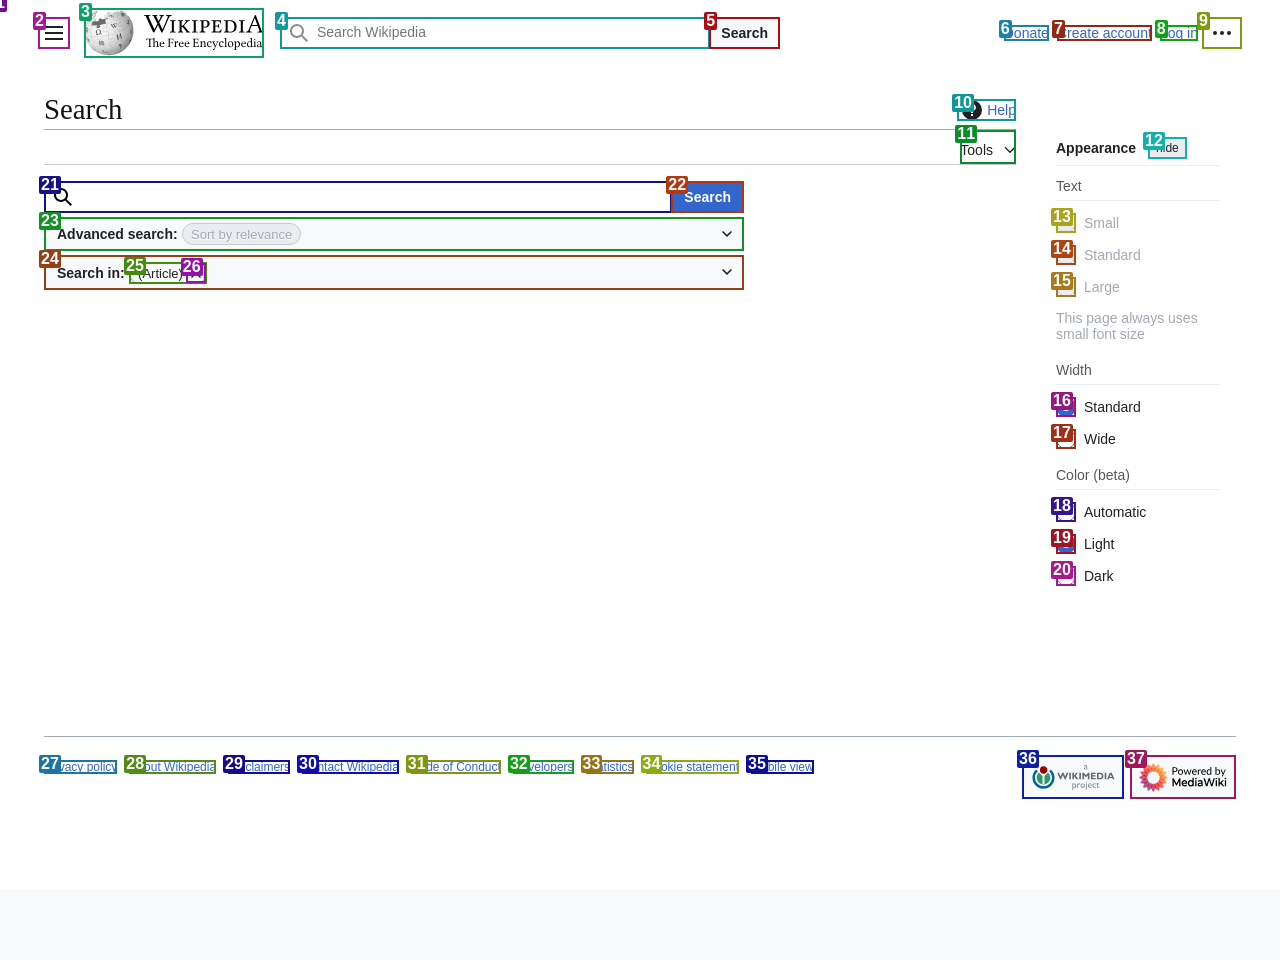 1
2
3
WIKIPEDIA
The Free Encyclopedia
4
Search Wikipedia
5
Search
6
onate
7
reate account
8
og in
9
Search
10
Help
11
Tools
21
22
Search
23
Advanced search: Sort by relevance
24
Search in:
25
(Article)
26
Appearance
12
hide
Text
13
Small
14
Standard
15
Large
This page always uses
small font size
Width
16
Standard
17
Wide
Color (beta)
18
Automatic
19
Light
20
Dark
27
vacy policy
28
out Wikipedia
29
claimers
30
ntact Wikipedia
31
de of Conduct
32
velopers
33
tistics
34
okie statement
35
bile view
36
a
WIKIMEDIA
project
37
Powered by
MediaWiki